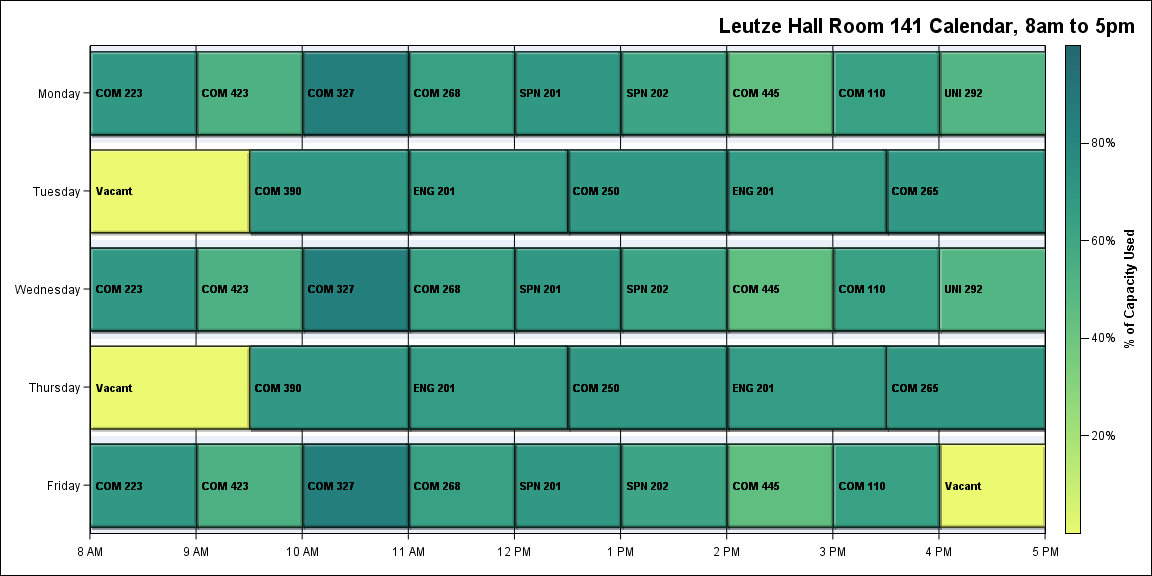 Leutze Hall Room 141 Calendar, 8am to 5pm
Monday
COM 223
COM 423
COM 327
COM 268
SPN 201
SPN 202
COM 445
COM 110
UNI 292
Tuesday
Vacant
COM 390
ENG 201
COM 250
ENG 201
COM 265
Wednesday
COM 223
COM 423
COM 327
COM 268
SPN 201
SPN 202
COM 445
COM 110
UNI 292
Thursday
Vacant
COM 390
ENG 201
COM 250
ENG 201
COM 265
Friday
COM 223
COM 423
COM 327
COM 268
SPN 201
SPN 202
COM 445
COM 110
Vacant
8 AM
9 AM
10 AM
11 AM
12 PM
1 PM
2 PM
3 PM
4 PM
5 PM
80%
60%
40%
20%
% of Capacity Used